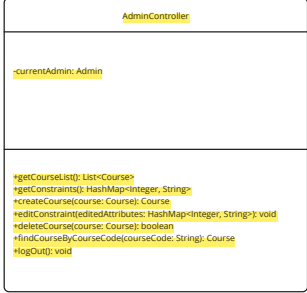 AdminController
-currentAdmin: Admin
+getCourseList(): List<Course>
+getConstraints(): HashMap<Integer, String>
+createCourse(course: Course): Course
+editConstraint(editedAttributes: HashMap<Integer, String>): void
+deleteCourse(course: Course): boolean
+findCourseByCourseCode(courseCode: String): Course
+logOut(): void